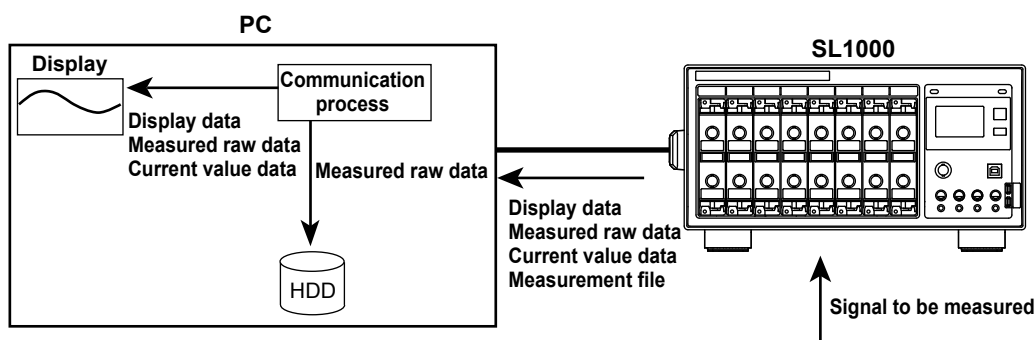 PC
SL1000
Display
Communication
process
Display data
Measured raw data
Current value data
Measured raw data
HDD
Display data
Measured raw data
Current value data
Measurement file
Signal to be measured